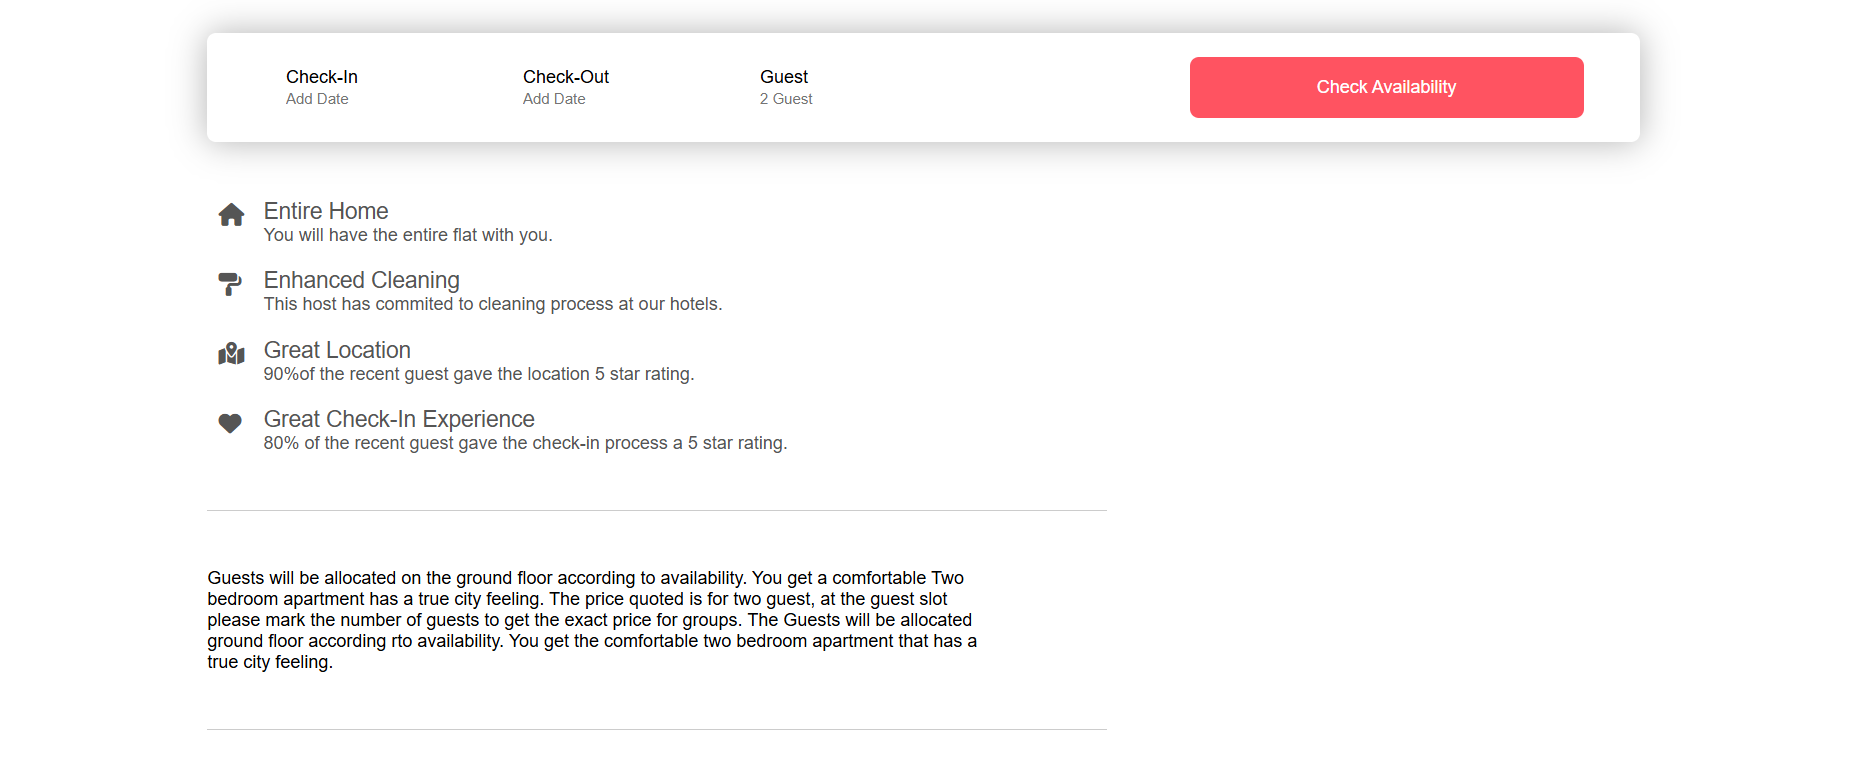 Check-In
Check-Out
Guest
Add Date
Add Date
2 Guest
Check Availability
Entire Home
You will have the entire flat with you.
Enhanced Cleaning
This host has commited to cleaning process at our hotels.
Great Location
90%of the recent guest gave the location 5 star rating.
Great Check-In Experience
80% of the recent guest gave the check-in process a 5 star rating.
Guests will be allocated on the ground floor according to availability. You get a comfortable Two
bedroom apartment has a true city feeling. The price quoted is for two guest, at the guest slot
please mark the number of guests to get the exact price for groups. The Guests will be allocated
ground floor according rto availability. You get the comfortable two bedroom apartment that has a
true city feeling.